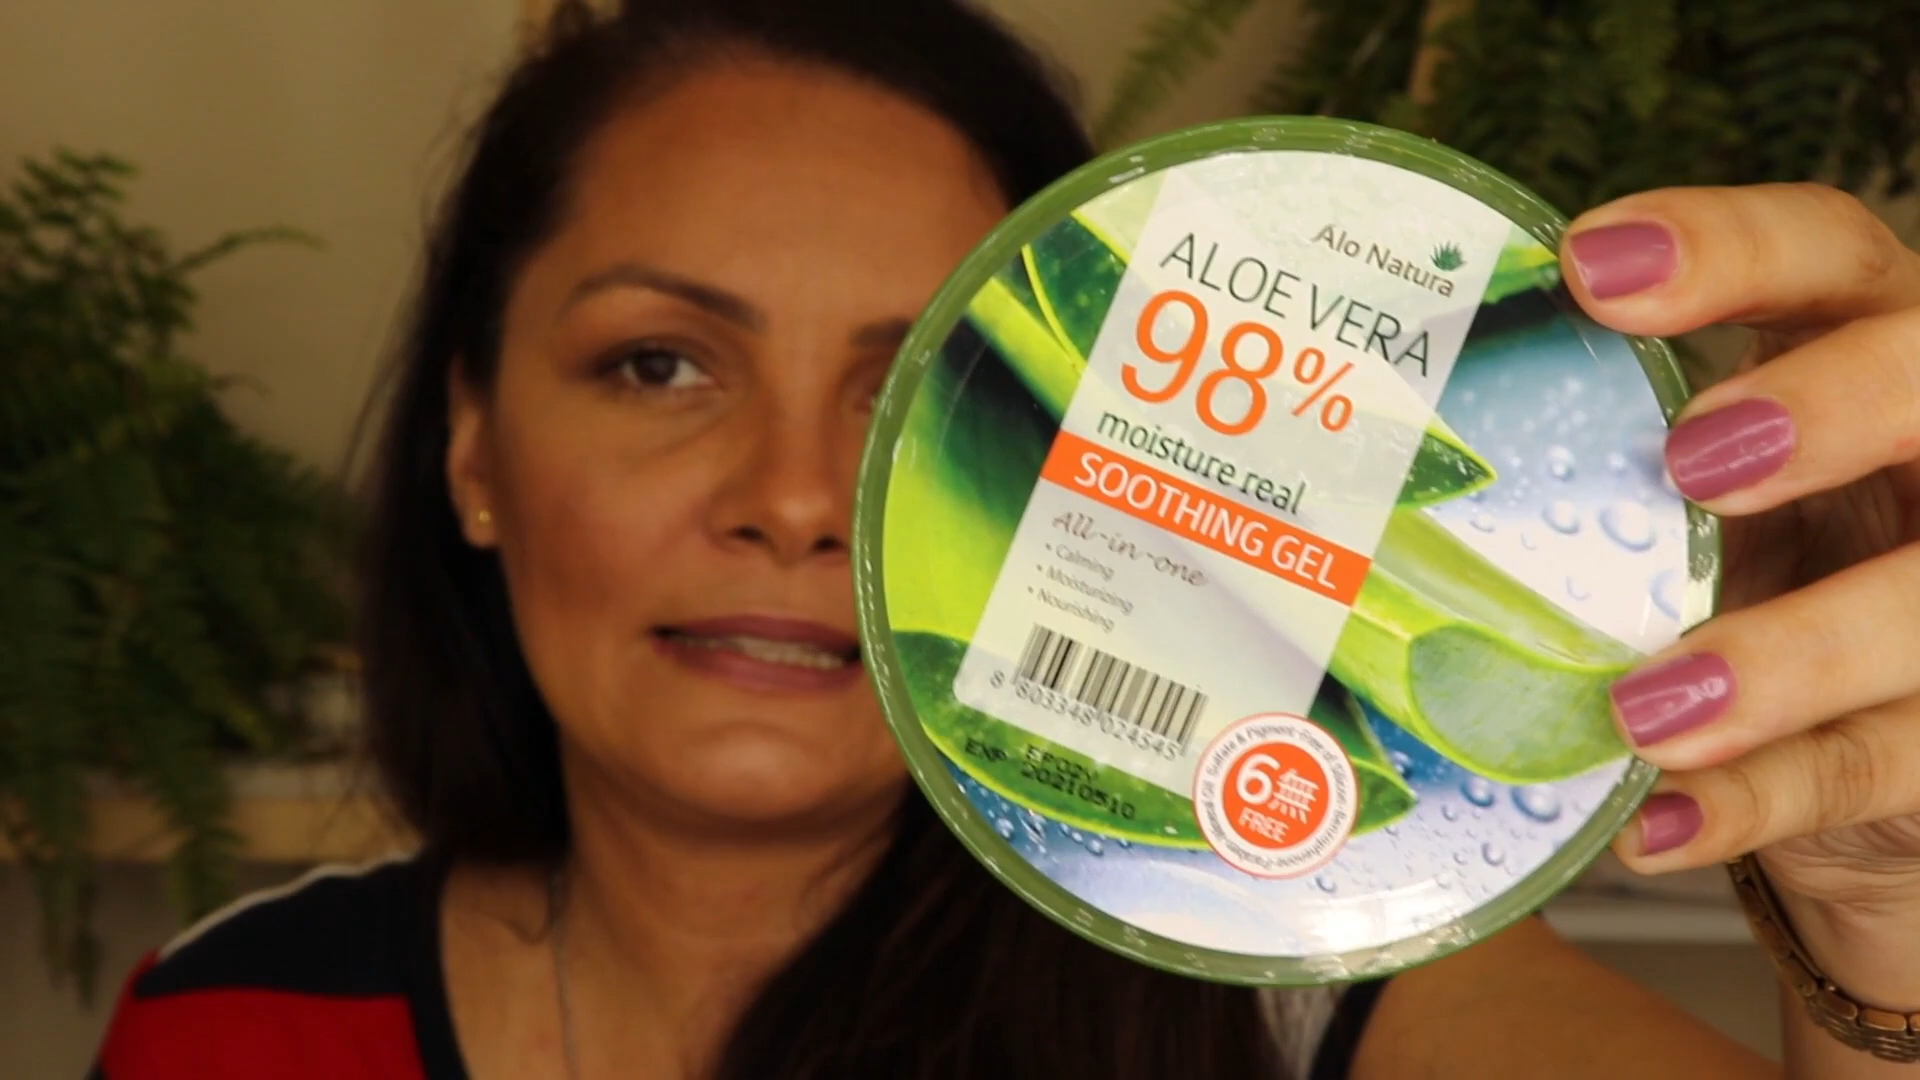 Alo Natura
ALOE VERA
98%
moisture real
SOOTHING GEL
All-in-one
• Calming
• Moisturizing
• Nourishing
8 803348 024545
EXP 20210510
6無
FREE